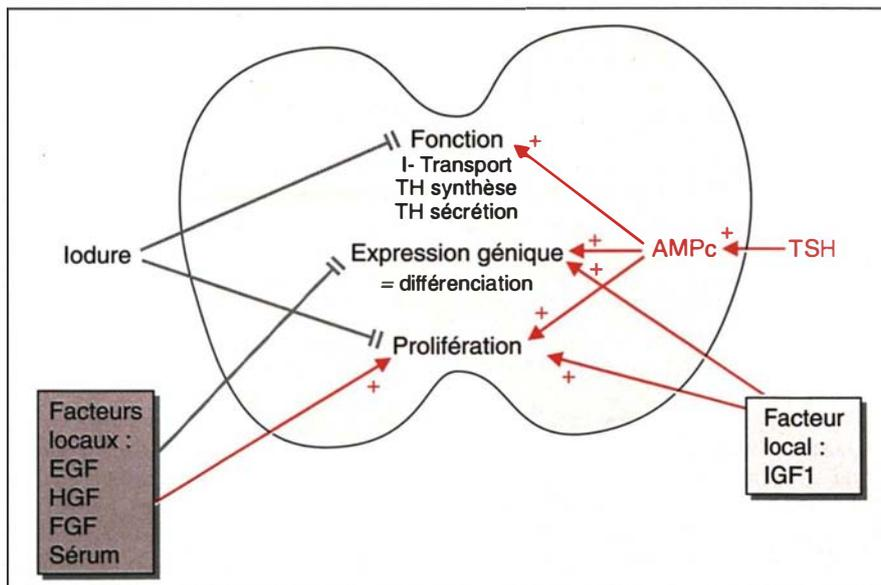 Fonction
I- Transport
TH synthèse
TH sécrétion
+
Iodure
Expression génique
= différenciation
+
+
AMPc
+
TSH
Prolifération
+
+
+
Facteurs
locaux :
EGF
HGF
FGF
Sérum
Facteur
local :
IGF1